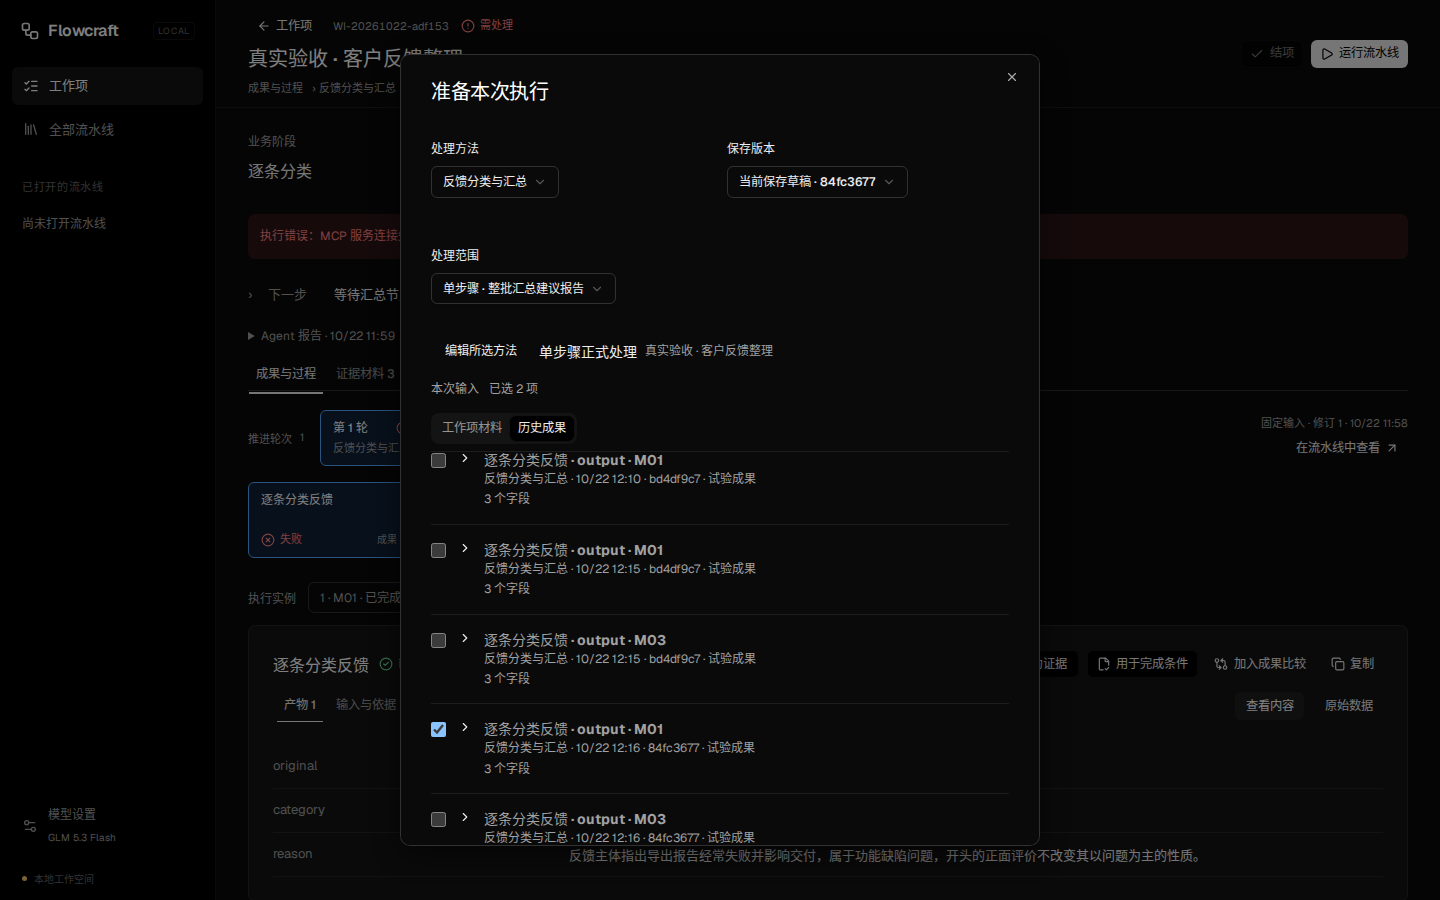 Flowcraft
LOCAL
工作项
全部流水线
已打开的流水线
尚未打开流水线
模型设置
GLM 5.3 Flash
本地工作空间
工作项
WI-20261022-adf153
需处理
真实验收 · 客户反馈整理
成果与过程 › 反馈分类与汇总
结项
运行流水线
业务阶段
逐条分类
执行错误：MCP 服务连接
下一步
等待汇总节
Agent 报告 · 10/22 11:59
成果与过程
证据材料 3
推进轮次 1
第 1 轮
反馈分类与汇
固定输入 · 修订 1 · 10/22 11:58
在流水线中查看
逐条分类反馈
失败
成果
执行实例
1 · M01 · 已完成
逐条分类反馈
证据
用于完成条件
加入成果比较
复制
产物 1
输入与依据
查看内容
原始数据
original
category
reason
反馈主体指出导出报告经常失败并影响交付，属于功能缺陷问题，开头的正面评价不改变其以问题为主的性质。
准备本次执行
处理方法
保存版本
反馈分类与汇总
当前保存草稿 · 84fc3677
处理范围
单步骤 · 整批汇总建议报告
编辑所选方法
单步骤正式处理
真实验收 · 客户反馈整理
本次输入 已选 2 项
工作项材料
历史成果
逐条分类反馈 · output · M01
反馈分类与汇总 · 10/22 12:10 · bd4df9c7 · 试验成果
3 个字段
逐条分类反馈 · output · M01
反馈分类与汇总 · 10/22 12:15 · bd4df9c7 · 试验成果
3 个字段
逐条分类反馈 · output · M03
反馈分类与汇总 · 10/22 12:15 · bd4df9c7 · 试验成果
3 个字段
逐条分类反馈 · output · M01
反馈分类与汇总 · 10/22 12:16 · 84fc3677 · 试验成果
3 个字段
逐条分类反馈 · output · M03
反馈分类与汇总 · 10/22 12:16 · 84fc3677 · 试验成果